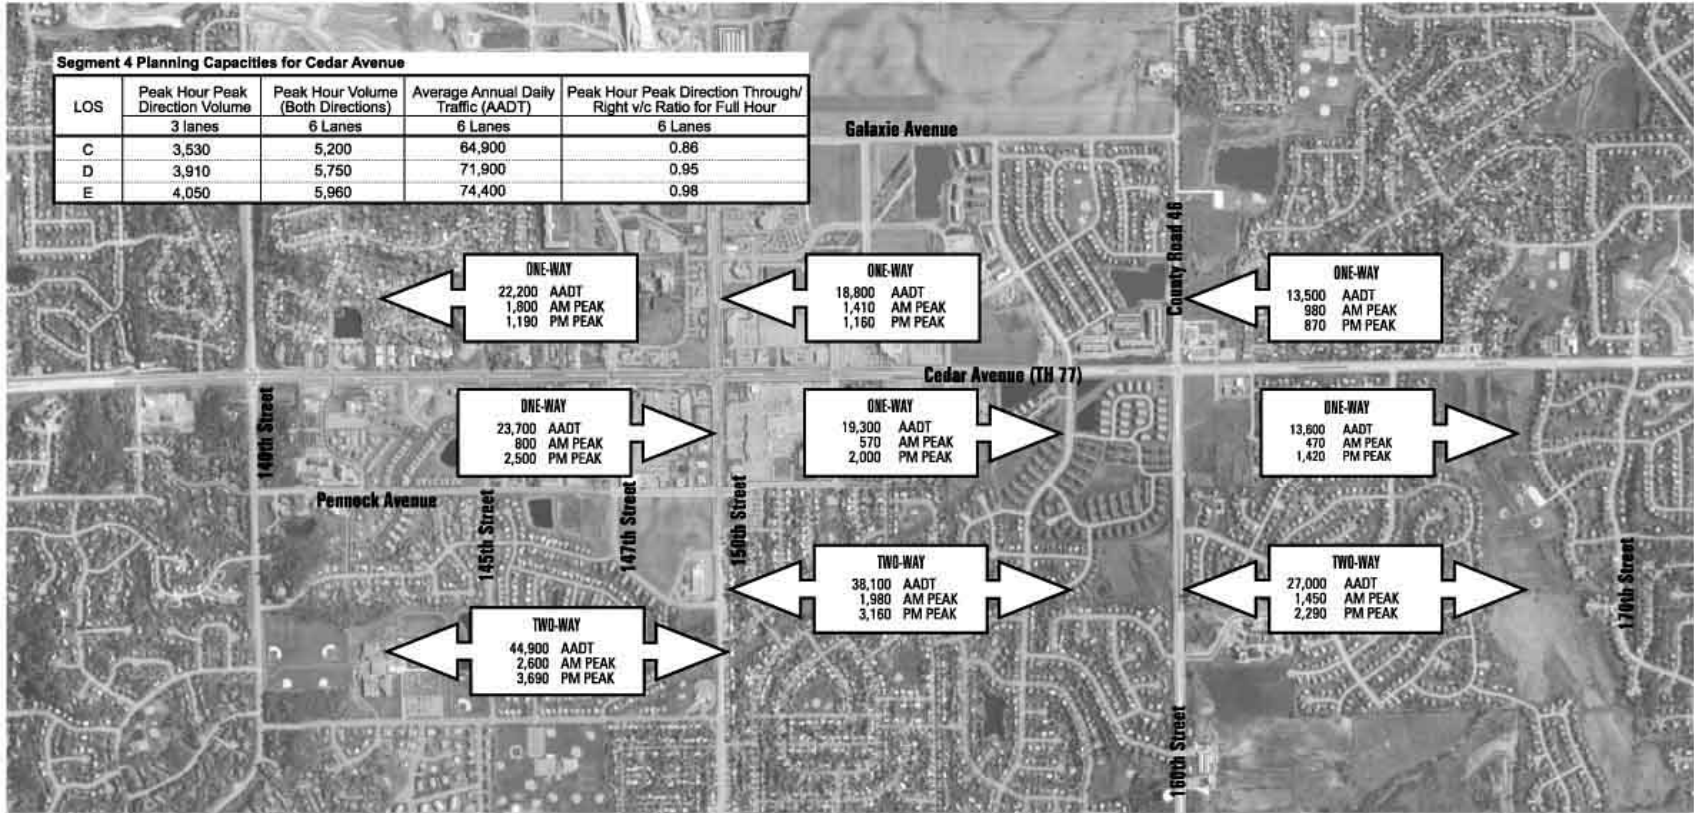 Segment 4 Planning Capacities for Cedar Avenue
LOS
Peak Hour Peak Direction Volume
Peak Hour Volume (Both Directions)
Average Annual Daily Traffic (AADT)
Peak Hour Peak Direction Through/ Right v/c Ratio for Full Hour
3 lanes 6 Lanes 6 Lanes 6 Lanes
C 3,530 5,200 64,900 0.86
D 3,910 5,750 71,900 0.95
E 4,050 5,960 74,400 0.98
Galaxie Avenue
County Road 46
ONE-WAY
22,200 AADT
1,800 AM PEAK
1,190 PM PEAK
ONE-WAY
18,800 AADT
1,410 AM PEAK
1,160 PM PEAK
ONE-WAY
13,500 AADT
980 AM PEAK
870 PM PEAK
Cedar Avenue (TH 77)
140th Street
ONE-WAY
23,700 AADT
800 AM PEAK
2,500 PM PEAK
ONE-WAY
19,300 AADT
570 AM PEAK
2,000 PM PEAK
ONE-WAY
13,600 AADT
470 AM PEAK
1,420 PM PEAK
Pennock Avenue
145th Street
147th Street
150th Street
170th Street
TWO-WAY
38,100 AADT
1,980 AM PEAK
3,160 PM PEAK
TWO-WAY
27,000 AADT
1,450 AM PEAK
2,290 PM PEAK
TWO-WAY
44,900 AADT
2,600 AM PEAK
3,690 PM PEAK
160th Street